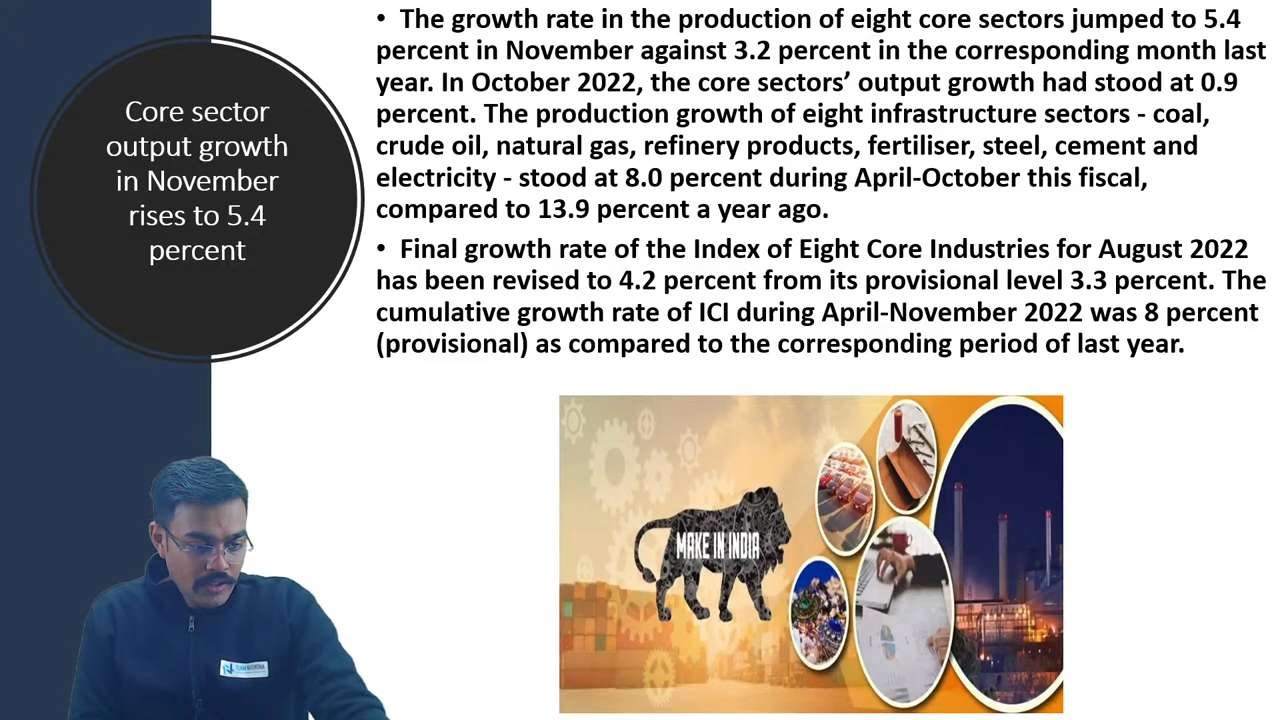 Core sector
output growth
in November
rises to 5.4
percent
• The growth rate in the production of eight core sectors jumped to 5.4
percent in November against 3.2 percent in the corresponding month last
year. In October 2022, the core sectors’ output growth had stood at 0.9
percent. The production growth of eight infrastructure sectors - coal,
crude oil, natural gas, refinery products, fertiliser, steel, cement and
electricity - stood at 8.0 percent during April-October this fiscal,
compared to 13.9 percent a year ago.
• Final growth rate of the Index of Eight Core Industries for August 2022
has been revised to 4.2 percent from its provisional level 3.3 percent. The
cumulative growth rate of ICI during April-November 2022 was 8 percent
(provisional) as compared to the corresponding period of last year.
MAKE IN INDIA